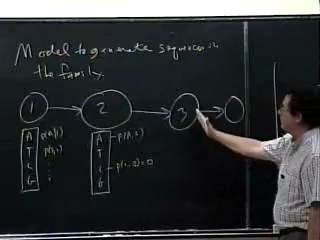 Model to generate sequences in
the family.
1 2 3
A p(A,1) A p(A,2)
T p(T,1) T
C C p(C,2)=0
G G